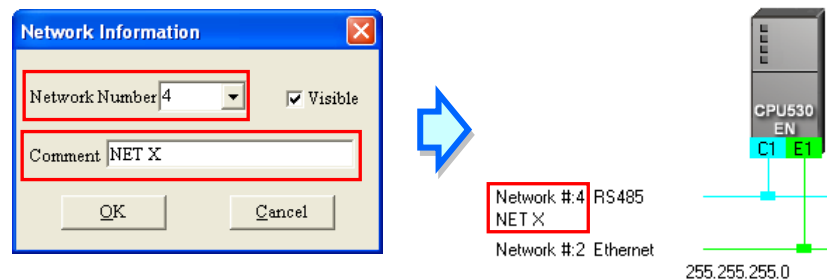 Network Information
Network Number 4
Visible
Comment NET X
OK
Cancel
CPU530
EN
C1 E1
Network #:4 RS485
NET X
Network #:2 Ethernet
255.255.255.0